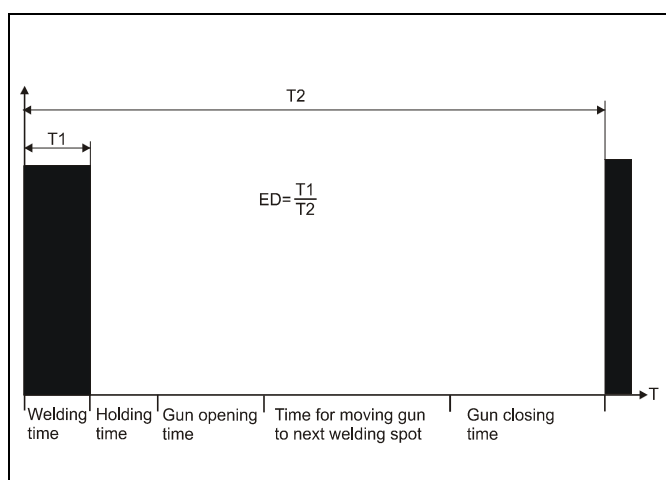 T2
T1
ED=T1/T2
T
Welding time
Holding time
Gun opening time
Time for moving gun to next welding spot
Gun closing time